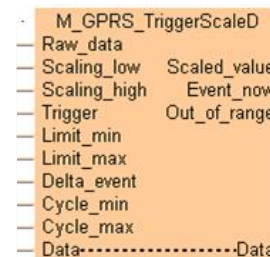 M_GPRS_TriggerScaleD
Raw_data
Scaling_low Scaled_value
Scaling_high Event_now
Trigger Out_of_range
Limit_min
Limit_max
Delta_event
Cycle_min
Cycle_max
Data Data